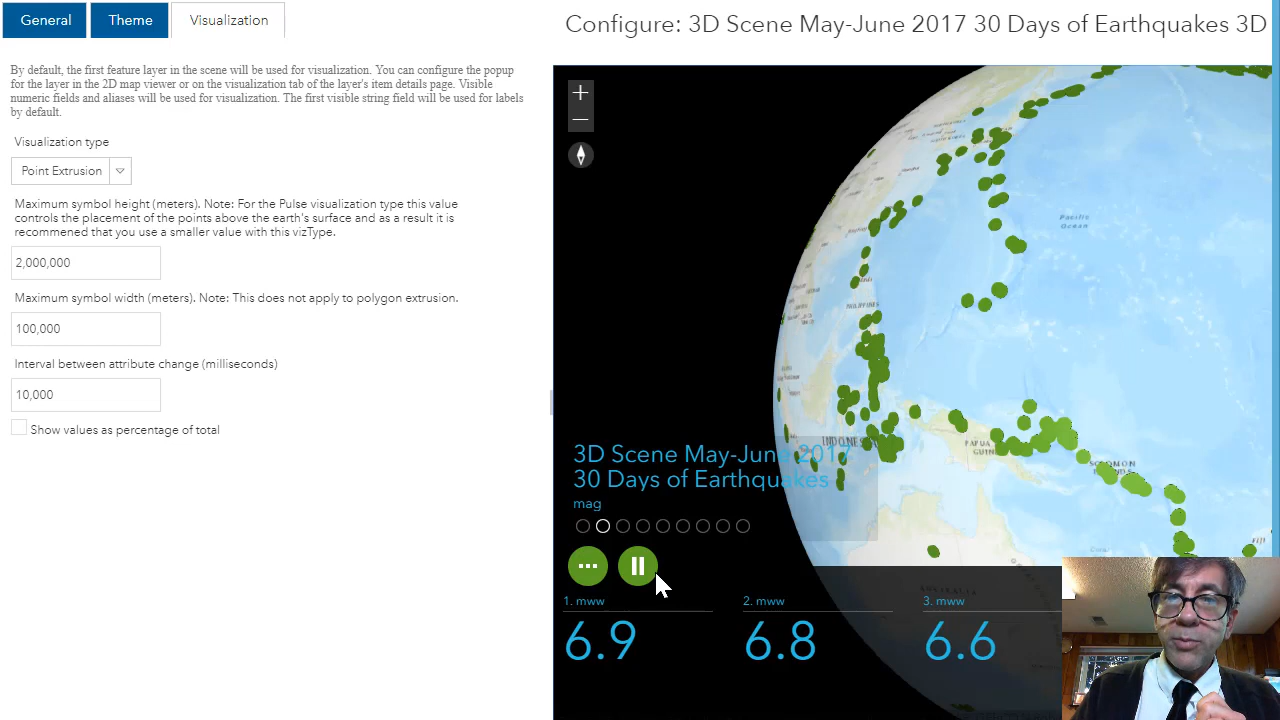 General
Theme
Visualization
Configure: 3D Scene May-June 2017 30 Days of Earthquakes 3D
By default, the first feature layer in the scene will be used for visualization. You can configure the popup
for the layer in the 2D map viewer or on the visualization tab of the layer's item details page. Visible
numeric fields and aliases will be used for visualization. The first visible string field will be used for labels
by default.
Visualization type
Point Extrusion
Maximum symbol height (meters). Note: For the Pulse visualization type this value
controls the placement of the points above the earth's surface and as a result it is
recommened that you use a smaller value with this vizType.
2,000,000
Maximum symbol width (meters). Note: This does not apply to polygon extrusion.
100,000
Interval between attribute change (milliseconds)
10,000
Show values as percentage of total
Pacific
Ocean
PHILIPPINES
INDONESIA
PAPUA
SOLOMON
FIJI
3D Scene May-June 2017
30 Days of Earthquakes
mag
1. mww
6.9
2. mww
6.8
3. mww
6.6